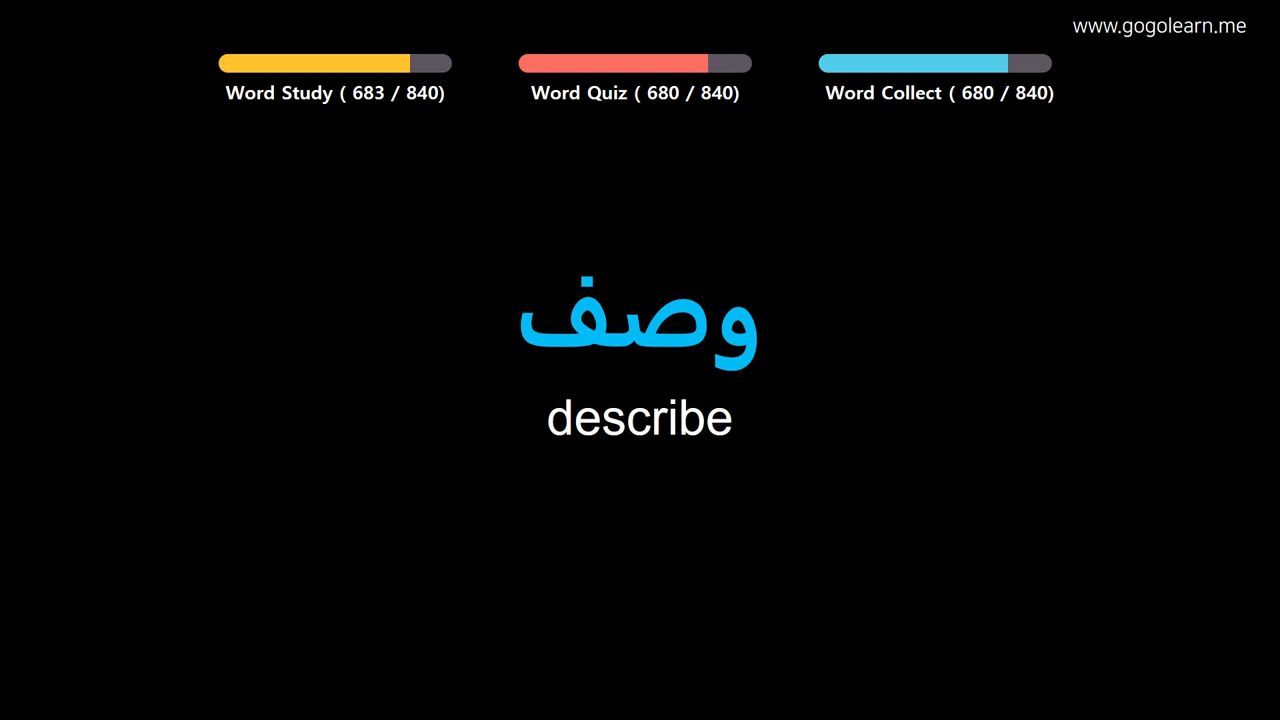 www.gogolearn.me
Word Study ( 683 / 840)
Word Quiz ( 680 / 840)
Word Collect ( 680 / 840)
وصف
describe